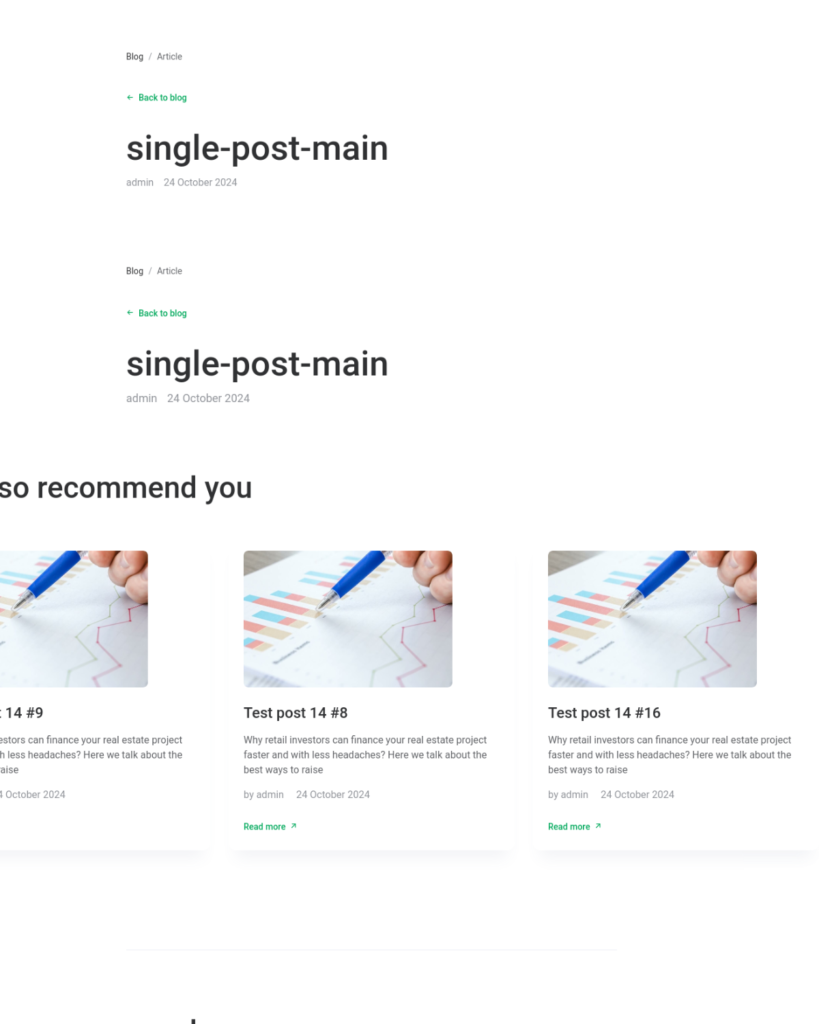 Blog / Article
← Back to blog
single-post-main
admin 24 October 2024
Blog / Article
← Back to blog
single-post-main
admin 24 October 2024
so recommend you
14 #9
estors can finance your real estate project
h less headaches? Here we talk about the
raise
October 2024
Test post 14 #8
Why retail investors can finance your real estate project
faster and with less headaches? Here we talk about the
best ways to raise
by admin 24 October 2024
Read more ↗
Test post 14 #16
Why retail investors can finance your real estate project
faster and with less headaches? Here we talk about the
best ways to raise
by admin 24 October 2024
Read more ↗